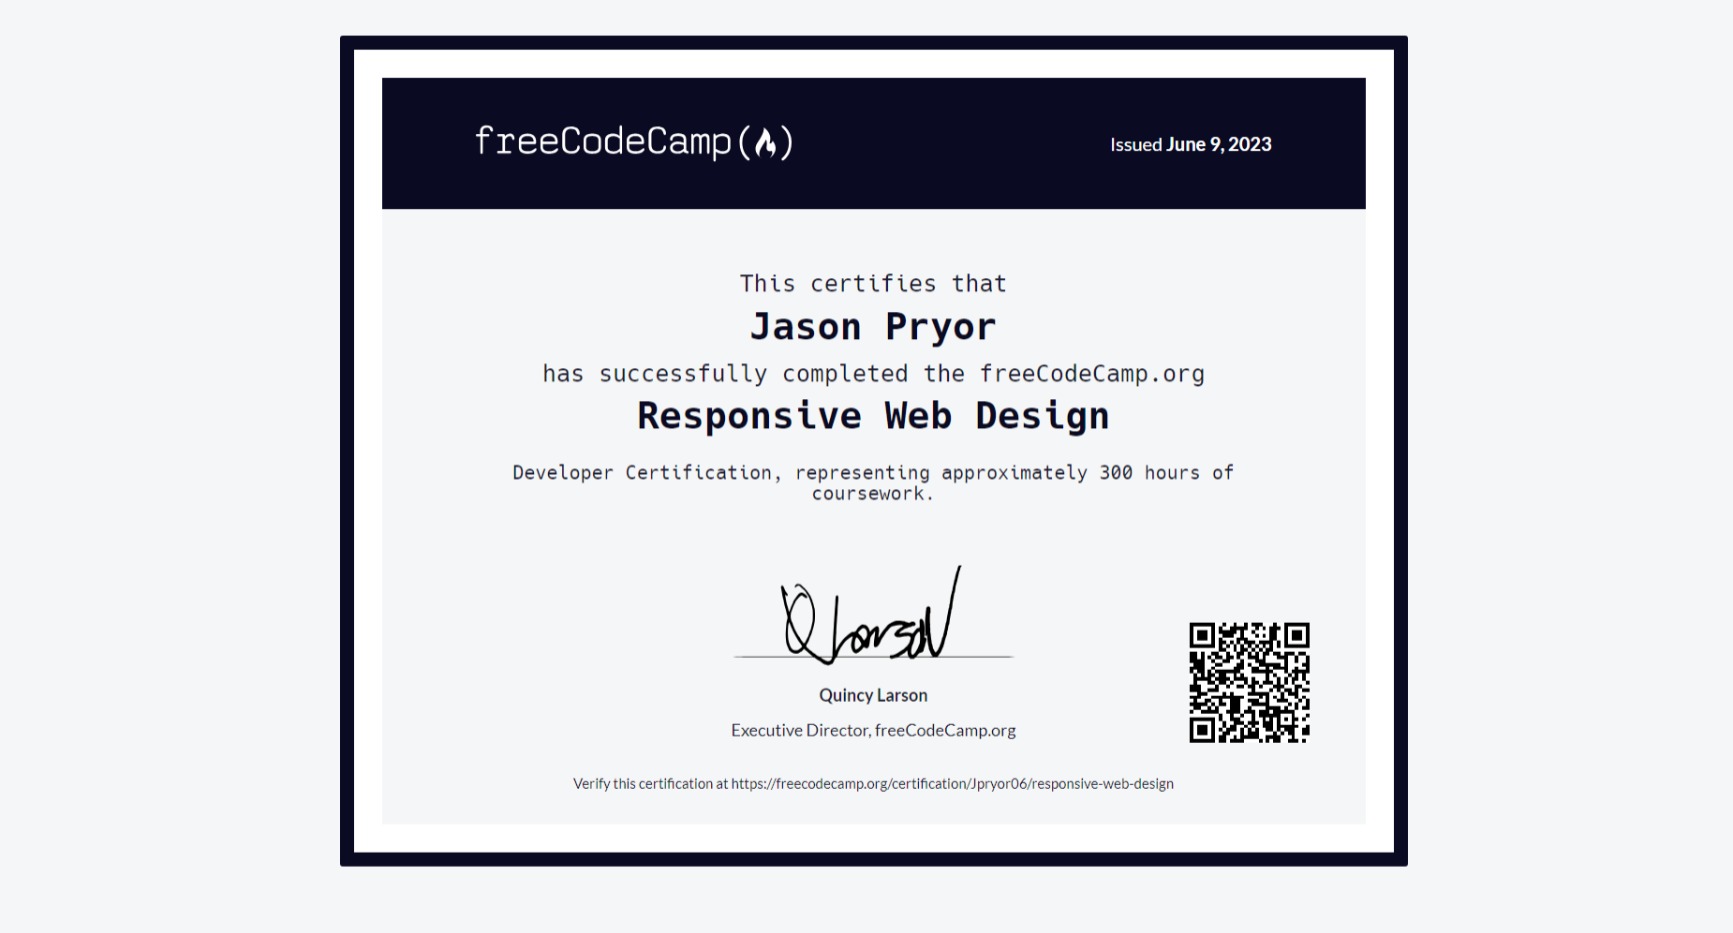 freeCodeCamp(🔥)
Issued June 9, 2023
This certifies that
Jason Pryor
has successfully completed the freeCodeCamp.org
Responsive Web Design
Developer Certification, representing approximately 300 hours of
coursework.
Q Larson
Quincy Larson
Executive Director, freeCodeCamp.org
Verify this certification at https://freecodecamp.org/certification/Jpryor06/responsive-web-design